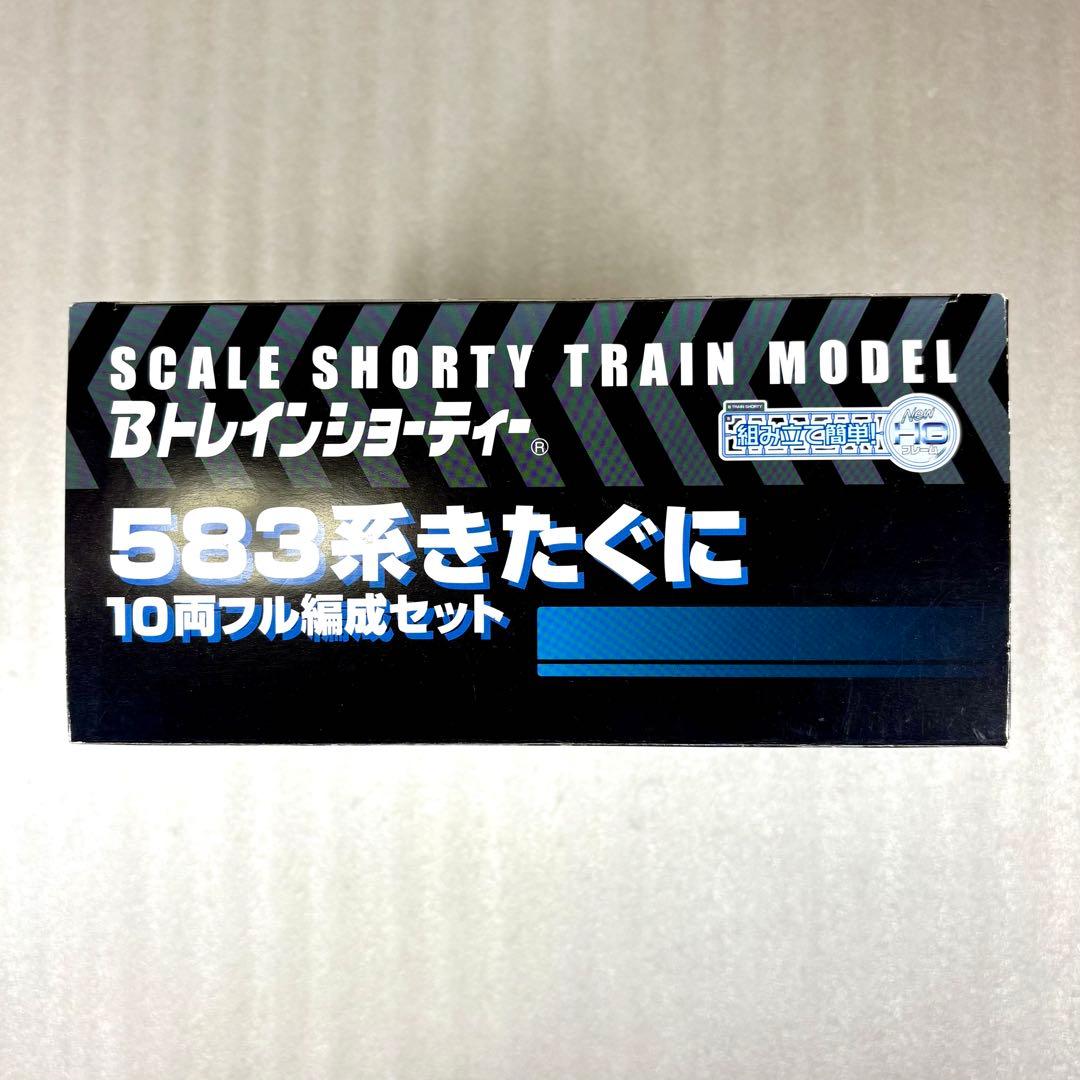 SCALE SHORTY TRAIN MODEL
Bトレインショーティー®
B TRAIN SHORTY
組み立て簡単!
New
HG
フレーム
583系きたぐに
10両フル編成セット